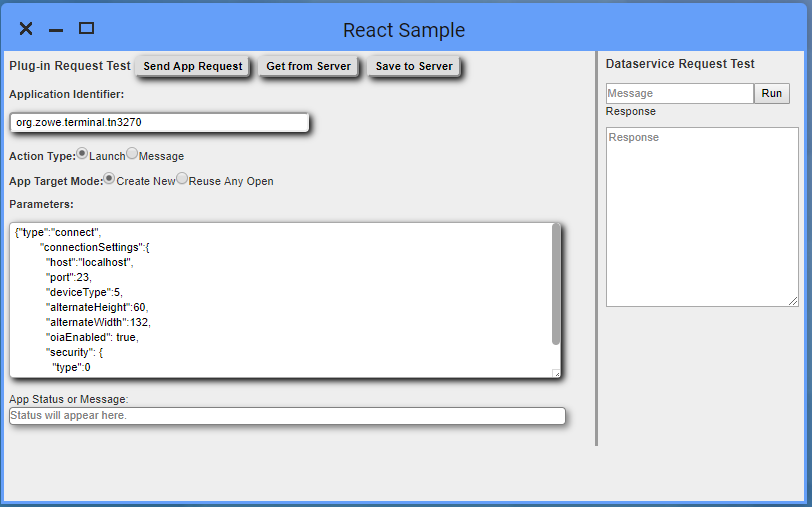 React Sample
Plug-in Request Test Send App Request Get from Server Save to Server
Application Identifier:
org.zowe.terminal.tn3270
Action Type: Launch Message
App Target Mode: Create New Reuse Any Open
Parameters:
{"type":"connect",
"connectionSettings":{
"host":"localhost",
"port":23,
"deviceType":5,
"alternateHeight":60,
"alternateWidth":132,
"oiaEnabled": true,
"security": {
"type":0
App Status or Message:
Status will appear here.
Dataservice Request Test
Message Run
Response
Response